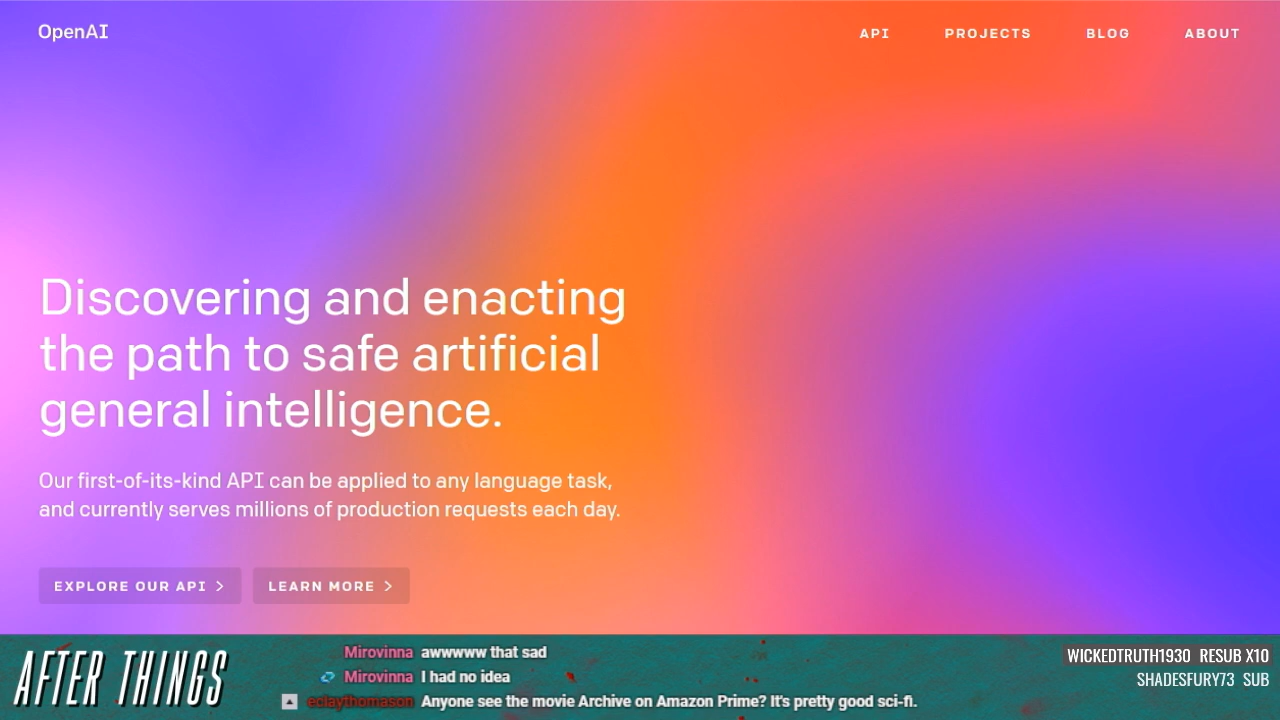 OpenAI
API PROJECTS BLOG ABOUT
Discovering and enacting
the path to safe artificial
general intelligence.
Our first-of-its-kind API can be applied to any language task,
and currently serves millions of production requests each day.
EXPLORE OUR API > LEARN MORE >
AFTER THINGS
Mirovinna awwwww that sad
Mirovinna I had no idea
eclaythomason Anyone see the movie Archive on Amazon Prime? It's pretty good sci-fi.
WICKEDTRUTH1930 RESUB X10
SHADESFURY73 SUB